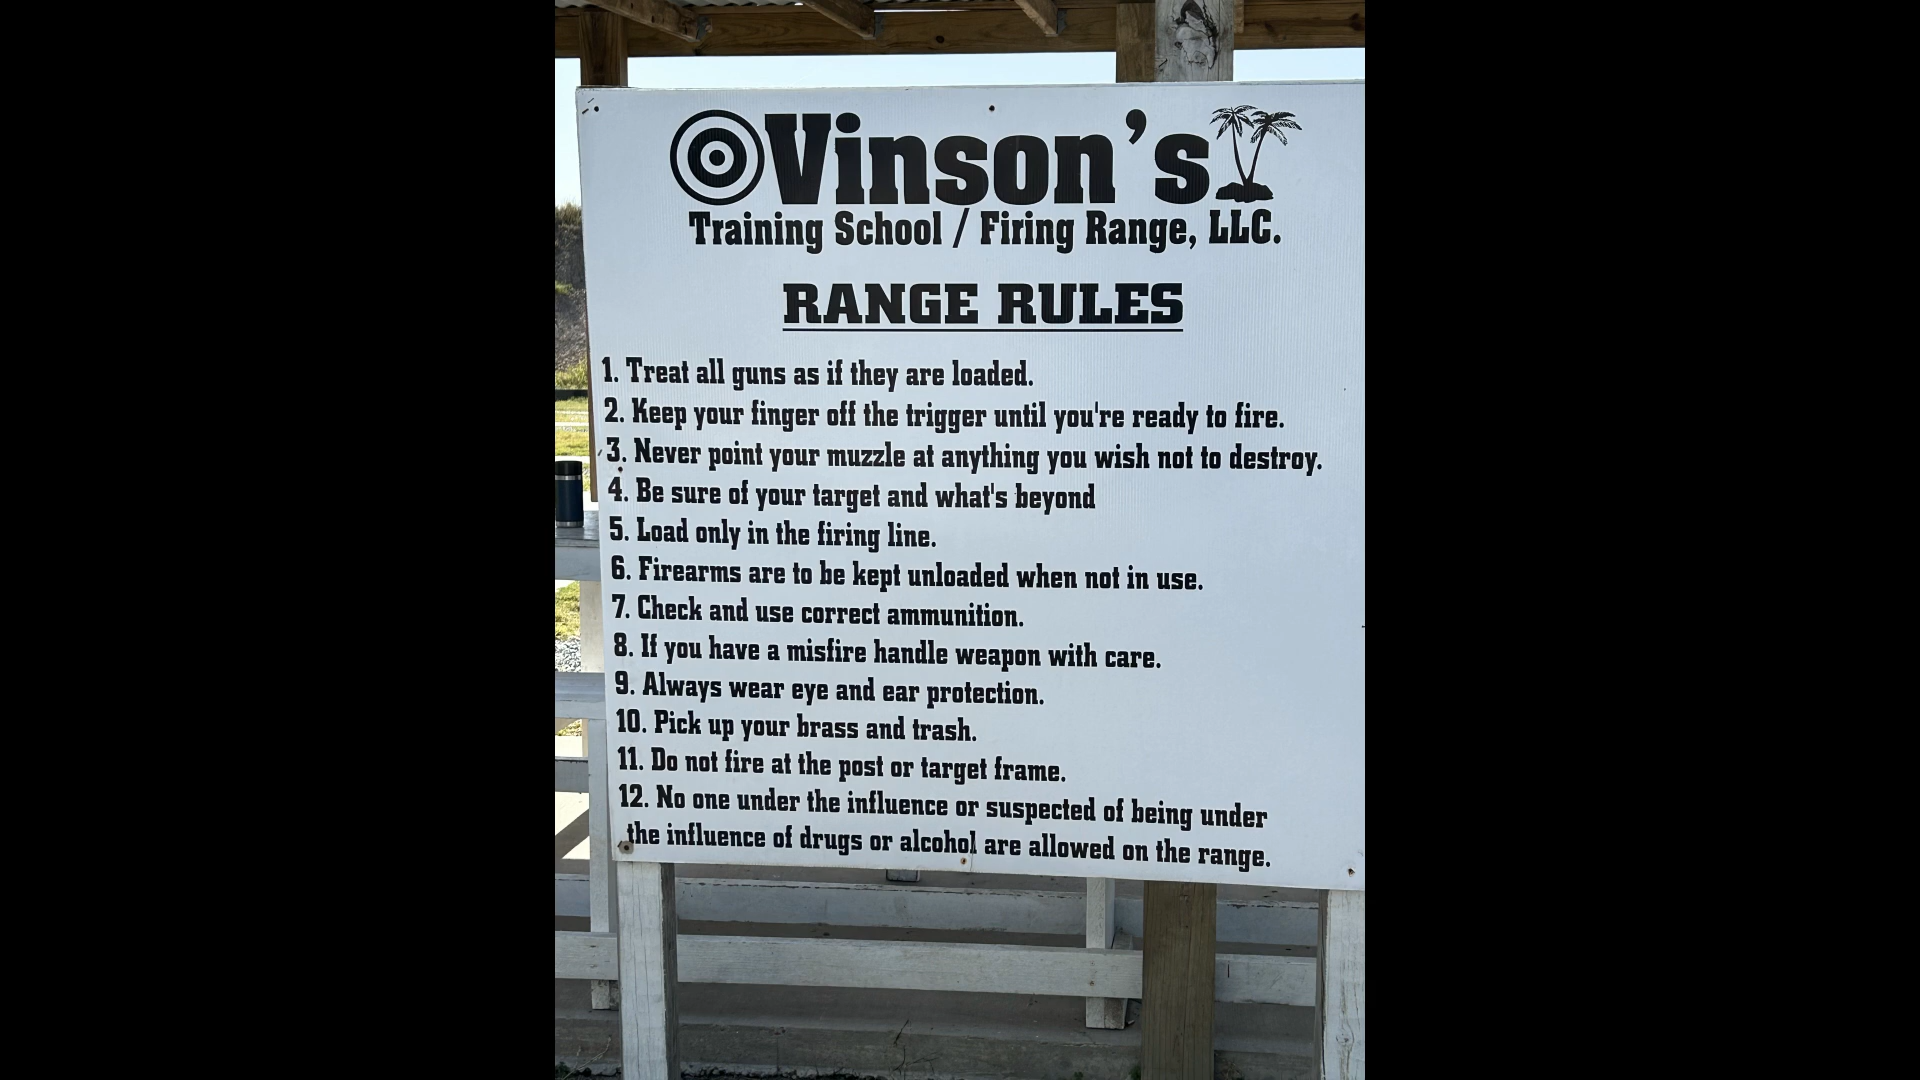 Vinson's
Training School / Firing Range, LLC.
RANGE RULES
1. Treat all guns as if they are loaded.
2. Keep your finger off the trigger until you're ready to fire.
3. Never point your muzzle at anything you wish not to destroy.
4. Be sure of your target and what's beyond
5. Load only in the firing line.
6. Firearms are to be kept unloaded when not in use.
7. Check and use correct ammunition.
8. If you have a misfire handle weapon with care.
9. Always wear eye and ear protection.
10. Pick up your brass and trash.
11. Do not fire at the post or target frame.
12. No one under the influence or suspected of being under
the influence of drugs or alcohol are allowed on the range.